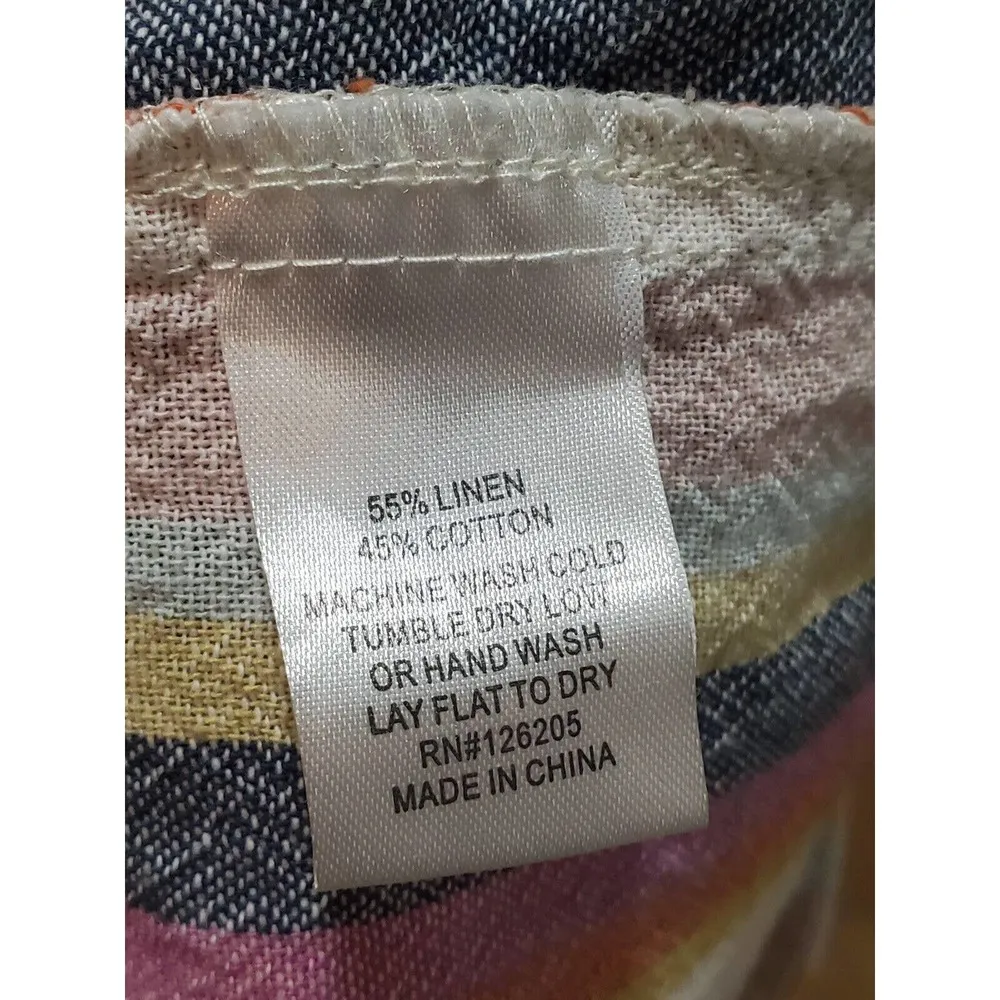 55% LINEN
45% COTTON
MACHINE WASH COLD
TUMBLE DRY LOW
OR HAND WASH
LAY FLAT TO DRY
RN#126205
MADE IN CHINA